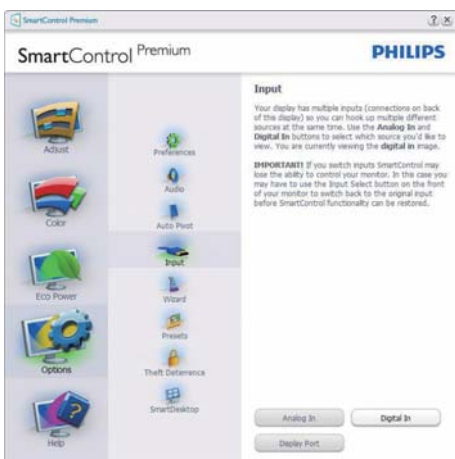 SmartControl Premium
SmartControl Premium
PHILIPS
Adjust
Color
Eco Power
Options
Help
Preferences
Audio
Auto Pivot
Input
Wizard
Presets
Theft Deterrence
SmartDesktop
Input
Your display has multiple inputs (connections on back
of this display) so you can hook up multiple different
sources at the same time. Use the Analog In and
Digital In buttons to select which source you'd like to
view. You are currently viewing the digital in image.
IMPORTANT! If you switch inputs SmartControl may
lose the ability to control your monitor. In this case you
may have to use the Input Select button on the front
of your monitor to switch back to the original input
before SmartControl functionality can be restored.
Analog In
Digital In
Display Port